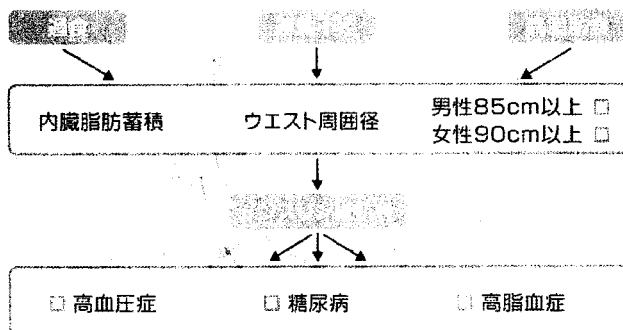 過食
内臓脂肪蓄積
ウエスト周囲径
男性85cm以上 □
女性90cm以上 □
□ 高血圧症
□ 糖尿病
□ 高脂血症